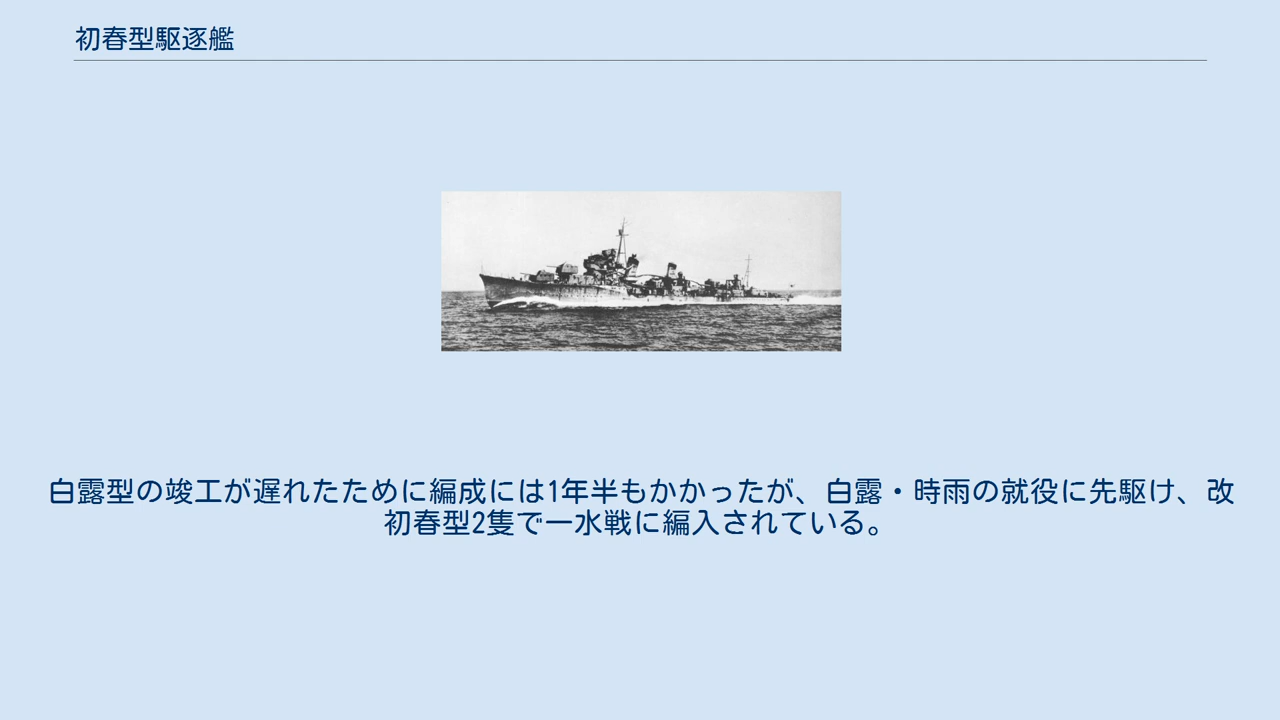 初春型駆逐艦
白露型の竣工が遅れたために編成には1年半もかかったが、白露・時雨の就役に先駆け、改
初春型2隻で一水戦に編入されている。